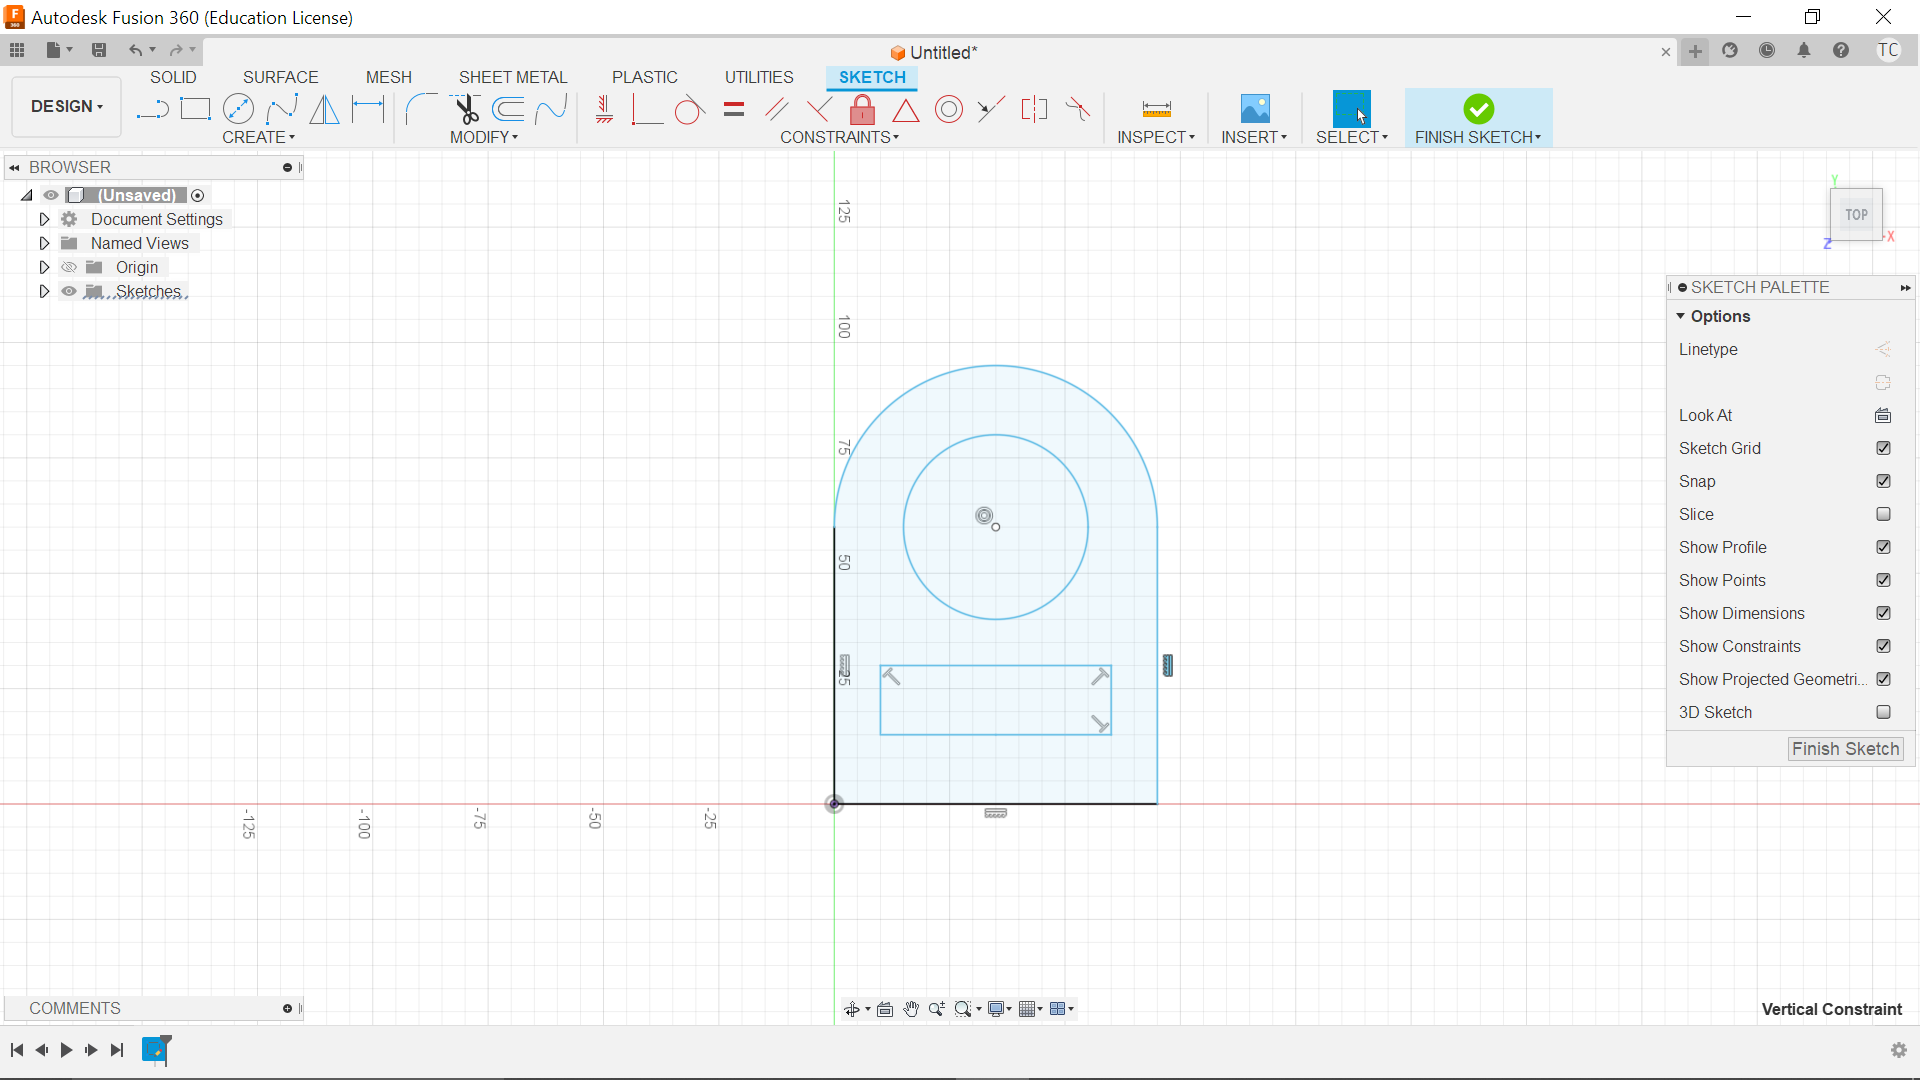 Autodesk Fusion 360 (Education License)
Untitled*
TC
DESIGN
SOLID SURFACE MESH SHEET METAL PLASTIC UTILITIES SKETCH
CREATE MODIFY CONSTRAINTS INSPECT INSERT SELECT FINISH SKETCH
BROWSER
(Unsaved)
Document Settings
Named Views
Origin
Sketches
125
100
75
50
25
-125
-100
-75
-50
-25
Y
TOP
X
Z
SKETCH PALETTE
Options
Linetype
Look At
Sketch Grid
Snap
Slice
Show Profile
Show Points
Show Dimensions
Show Constraints
Show Projected Geometri...
3D Sketch
Finish Sketch
COMMENTS
Vertical Constraint